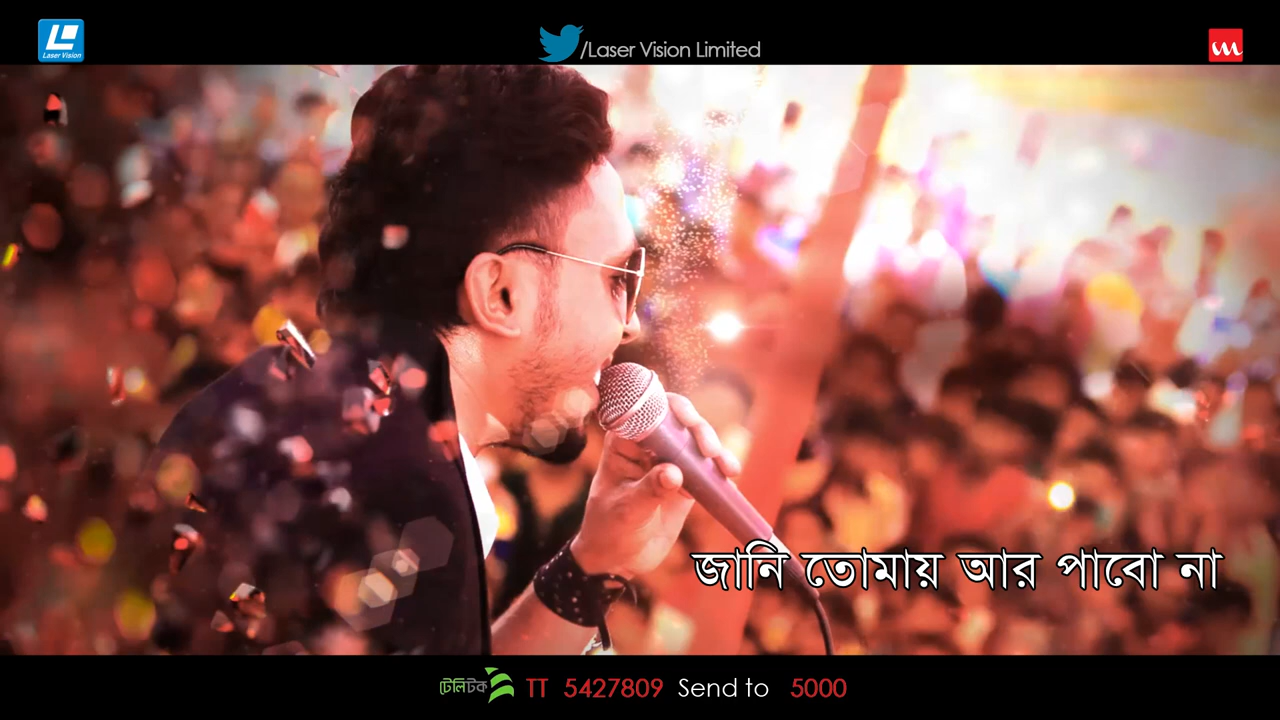 Laser Vision
/Laser Vision Limited
জানি তোমায় আর পাবো না
টেলিটক TT 5427809 Send to 5000